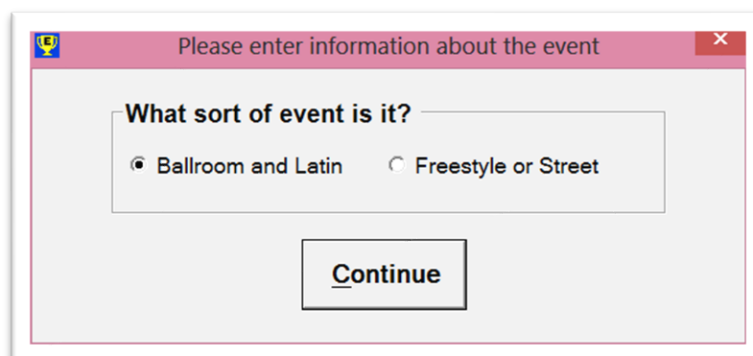 Please enter information about the event
What sort of event is it?
Ballroom and Latin Freestyle or Street
Continue